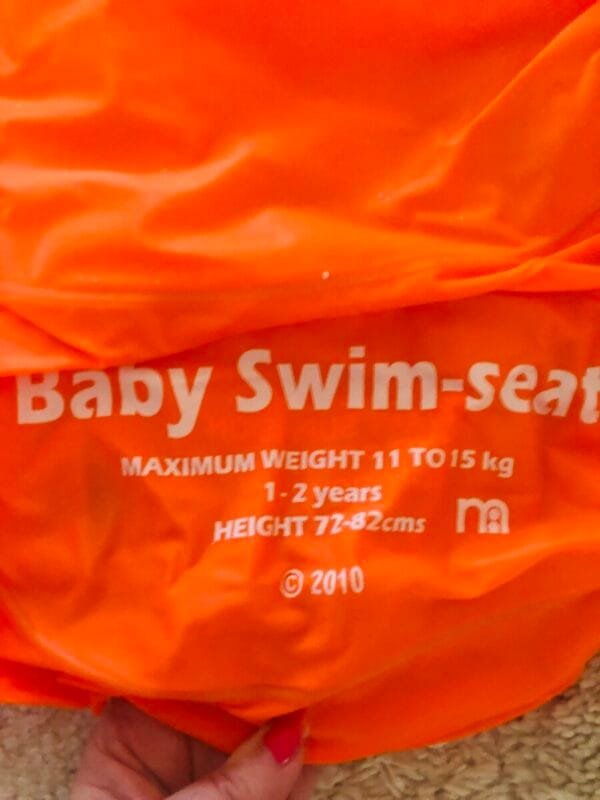 Baby Swim-seat
MAXIMUM WEIGHT 11 TO 15 kg
1-2 years
HEIGHT 72-82cms
m
© 2010